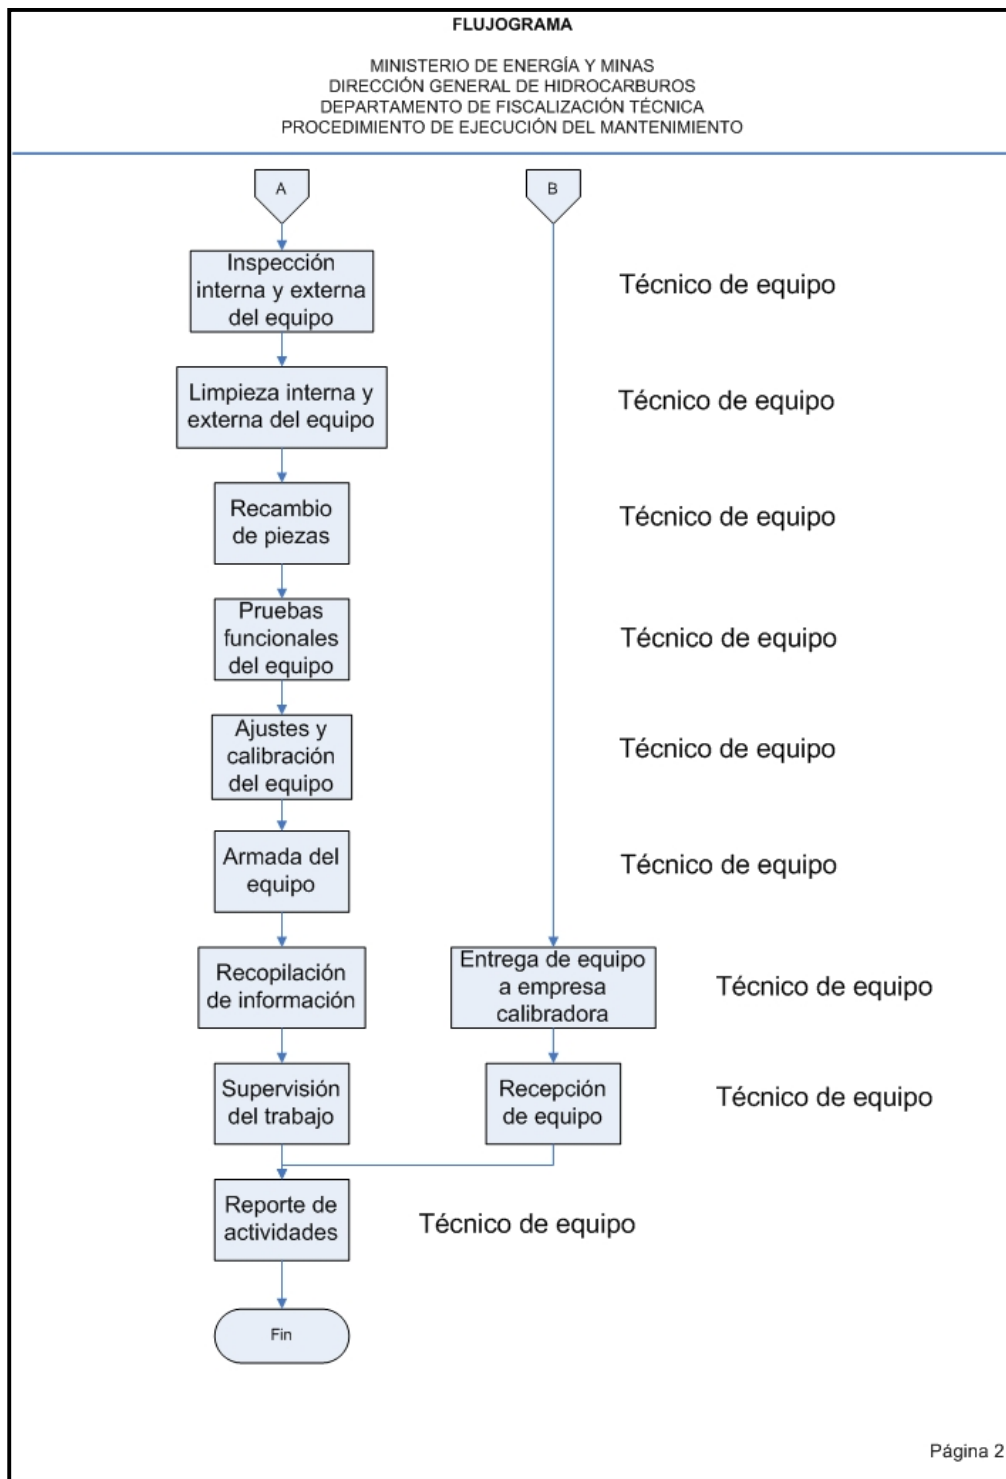 FLUJOGRAMA
MINISTERIO DE ENERGÍA Y MINAS
DIRECCIÓN GENERAL DE HIDROCARBUROS
DEPARTAMENTO DE FISCALIZACIÓN TÉCNICA
PROCEDIMIENTO DE EJECUCIÓN DEL MANTENIMIENTO
A
B
Inspección
interna y externa
del equipo
Técnico de equipo
Limpieza interna y
externa del equipo
Técnico de equipo
Recambio
de piezas
Técnico de equipo
Pruebas
funcionales
del equipo
Técnico de equipo
Ajustes y
calibración
del equipo
Técnico de equipo
Armada del
equipo
Técnico de equipo
Recopilación
de información
Entrega de equipo
a empresa
calibradora
Técnico de equipo
Supervisión
del trabajo
Recepción
de equipo
Técnico de equipo
Reporte de
actividades
Técnico de equipo
Fin
Página 2